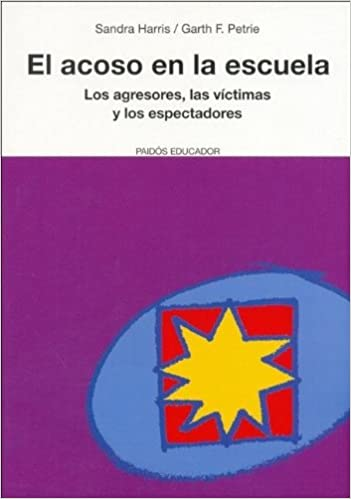 Sandra Harris / Garth F. Petrie
El acoso en la escuela
Los agresores, las víctimas
y los espectadores
PAIDÓS EDUCADOR